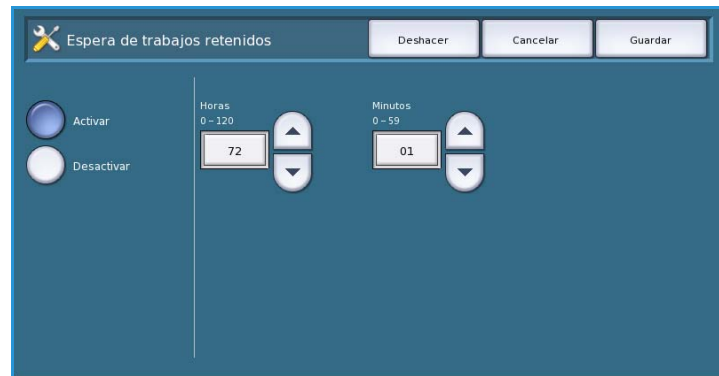 Espera de trabajos retenidos
Deshacer
Cancelar
Guardar
Activar
Desactivar
Horas
0 – 120
72
Minutos
0 – 59
01